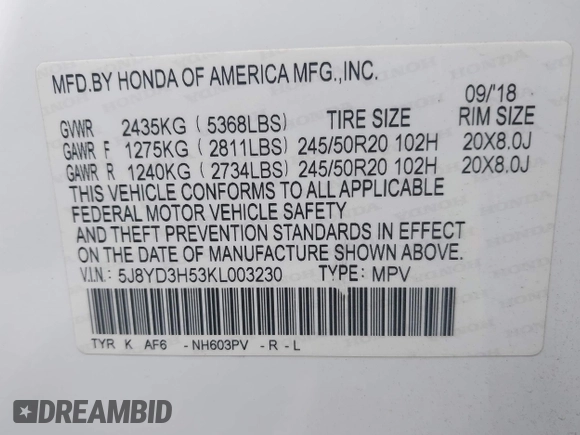 MFD.BY HONDA OF AMERICA MFG.,INC.
09/'18
GVWR 2435KG ( 5368LBS) TIRE SIZE RIM SIZE
GAWR F 1275KG ( 2811LBS) 245/50R20 102H 20X8.0J
GAWR R 1240KG ( 2734LBS) 245/50R20 102H 20X8.0J
THIS VEHICLE CONFORMS TO ALL APPLICABLE
FEDERAL MOTOR VEHICLE SAFETY
AND THEFT PREVENTION STANDARDS IN EFFECT
ON THE DATE OF MANUFACTURE SHOWN ABOVE.
V.I.N.: 5J8YD3H53KL003230 TYPE: MPV
TYR K AF6 - NH603PV - R - L
DREAMBID